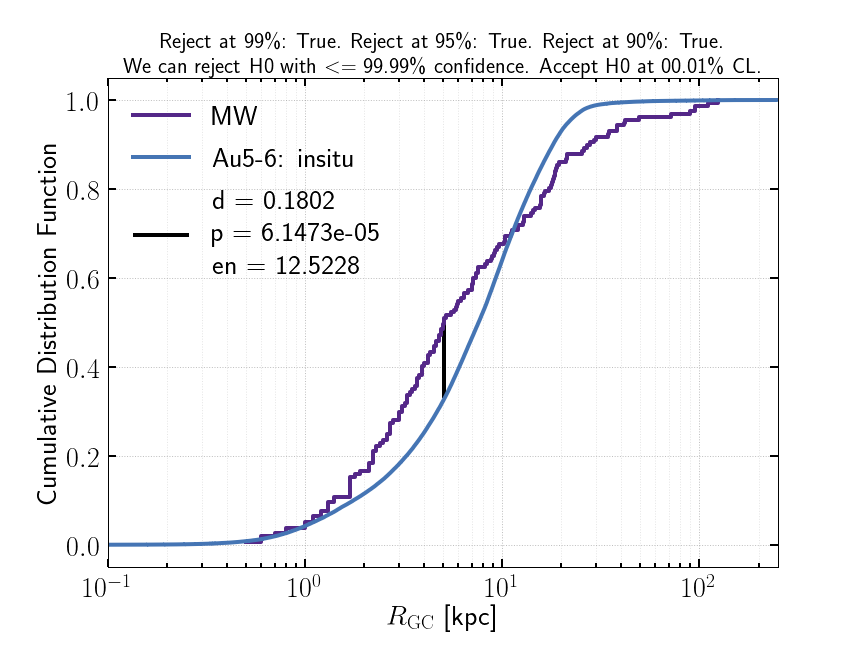 Reject at 99%: True. Reject at 95%: True. Reject at 90%: True.
We can reject H0 with <= 99.99% confidence. Accept H0 at 00.01% CL.
MW
Au5-6: insitu
d = 0.1802
p = 6.1473e-05
en = 12.5228
Cumulative Distribution Function
1.0
0.8
0.6
0.4
0.2
0.0
10⁻¹ 10⁰ 10¹ 10²
R_GC [kpc]